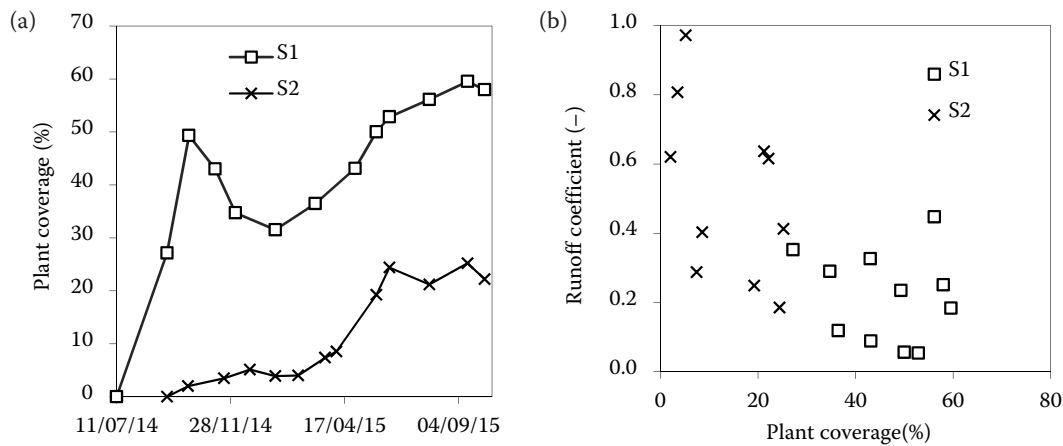 (a)
Plant coverage (%)
70
60
50
40
30
20
10
0
S1
S2
11/07/14 28/11/14 17/04/15 04/09/15
(b)
Runoff coefficient (−)
1.0
0.8
0.6
0.4
0.2
0.0
S1
S2
0 20 40 60 80
Plant coverage(%)